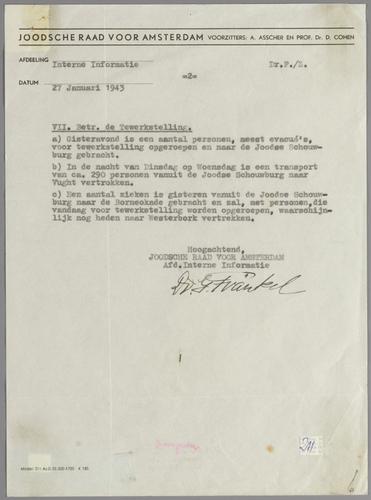 JOODSCHE RAAD VOOR AMSTERDAM VOORZITTERS: A. ASSCHER EN PROF. Dr. D. COHEN
AFDEELING Interne Informatie Dr.F./Z.
=2=
DATUM 27 Januari 1943
VII. Betr. de Tewerkstelling.
a) Gisteravond is een aantal personen, meest evacué's,
voor tewerkstelling opgeroepen en naar de Joodse Schouw-
burg gebracht.
b) In de nacht van Dinsdag op Woensdag is een transport
van ca. 290 personen vanuit de Joodse Schouwburg naar
Vught vertrokken.
c) Een aantal zieken is gisteren vanuit de Joodse Schouw-
burg naar de Borneokade gebracht en zal, met personen,die
vandaag voor tewerkstelling worden opgeroepen, waarschijn-
lijk nog heden naar Westerbork vertrekken.
Hoogachtend,
JOODSCHE RAAD VOOR AMSTERDAM
Afd.Interne Informatie
Dr. F. Fränkel
211